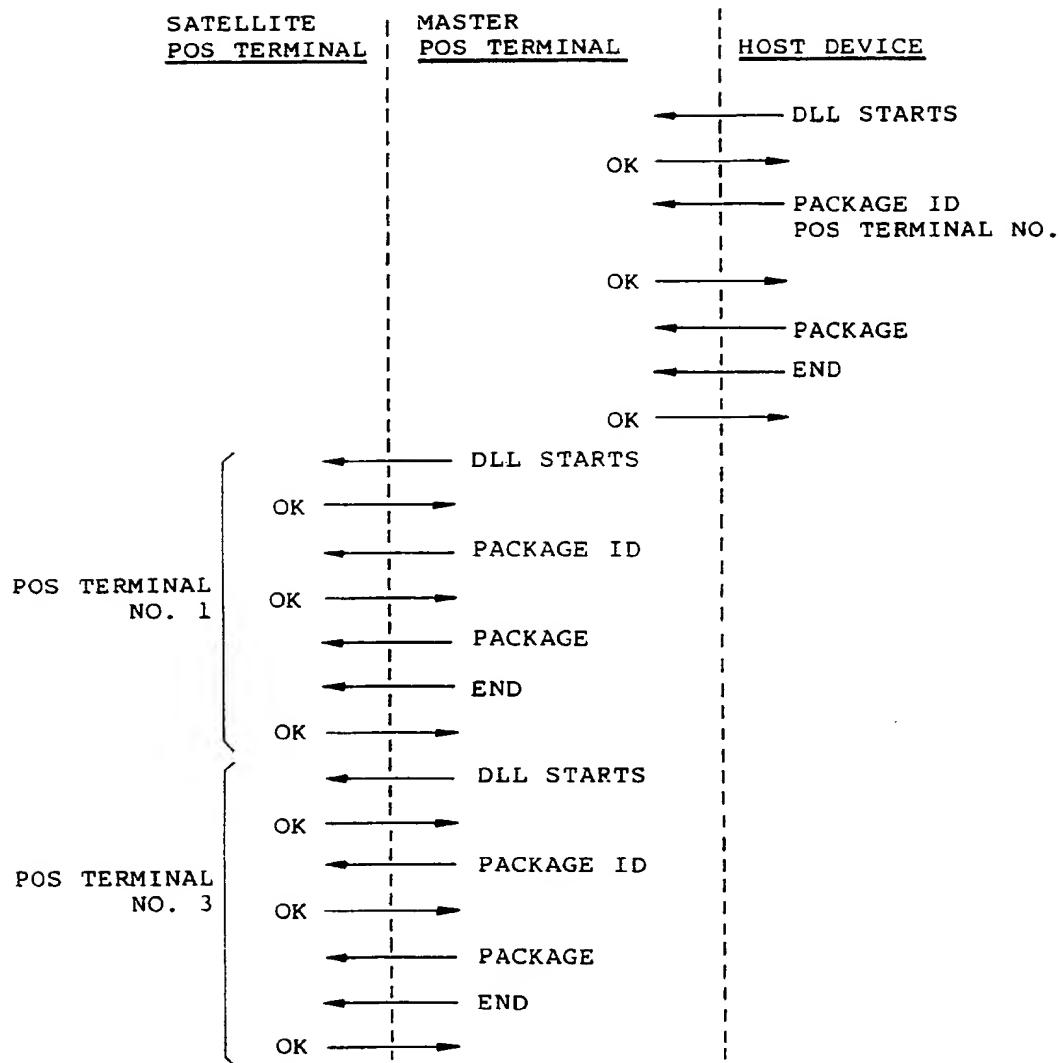 SATELLITE
POS TERMINAL
MASTER
POS TERMINAL
HOST DEVICE
DLL STARTS
OK
PACKAGE ID
POS TERMINAL NO.
OK
PACKAGE
END
OK
DLL STARTS
OK
PACKAGE ID
OK
PACKAGE
END
OK
POS TERMINAL
NO. 1
DLL STARTS
OK
PACKAGE ID
OK
PACKAGE
END
OK
POS TERMINAL
NO. 3